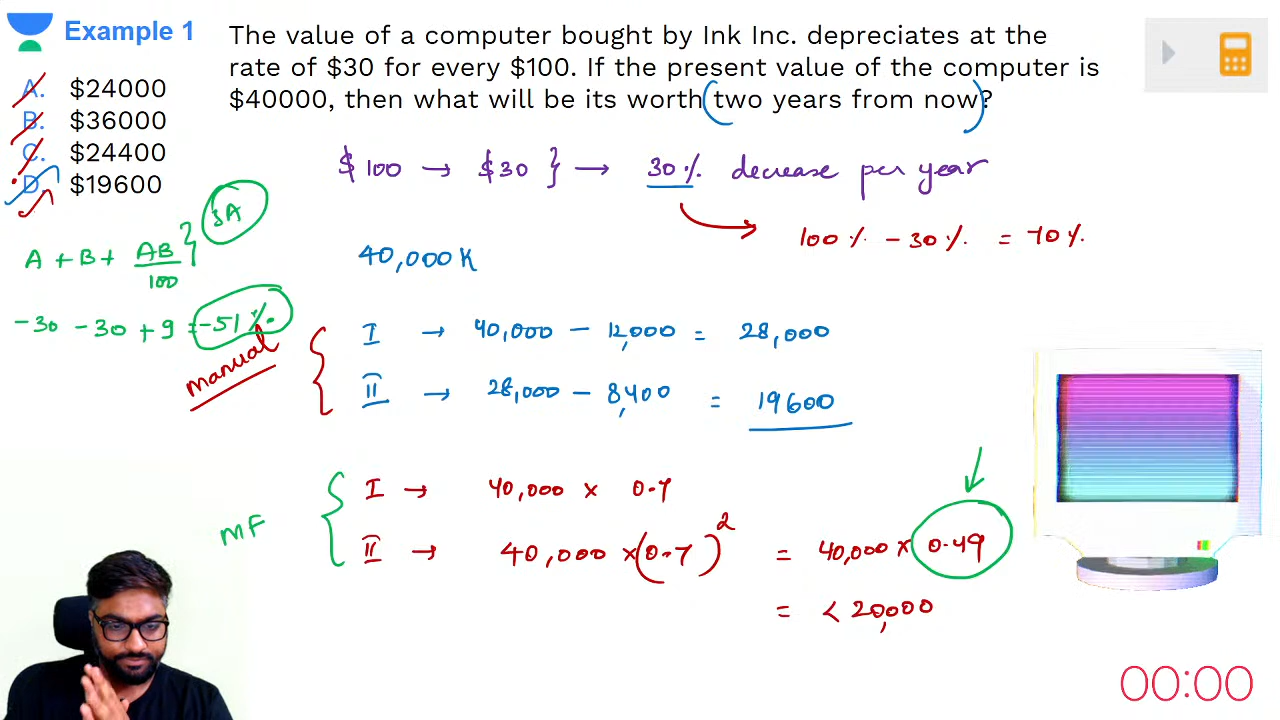 Example 1
The value of a computer bought by Ink Inc. depreciates at the
rate of $30 for every $100. If the present value of the computer is
$40000, then what will be its worth two years from now?
A. $24000
B. $36000
C. $24400
D. $19600
$ 100 → $30 } → 30% decrease per year
100% - 30% = 70%
SA
A + B + AB/100 }
-30 -30 +9 = -51%
Manual
40,000 K
I → 40,000 - 12,000 = 28,000
II → 28,000 - 8,400 = 19600
MF
I → 40,000 x 0.7
II → 40,000 x (0.7)² = 40,000 x 0.49
= < 20,000
00:00